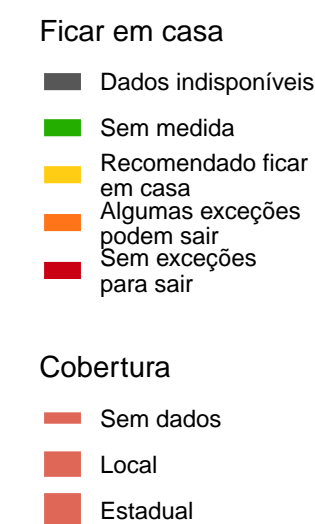 Ficar em casa
Dados indisponíveis
Sem medida
Recomendado ficar
em casa
Algumas exceções
podem sair
Sem exceções
para sair
Cobertura
Sem dados
Local
Estadual